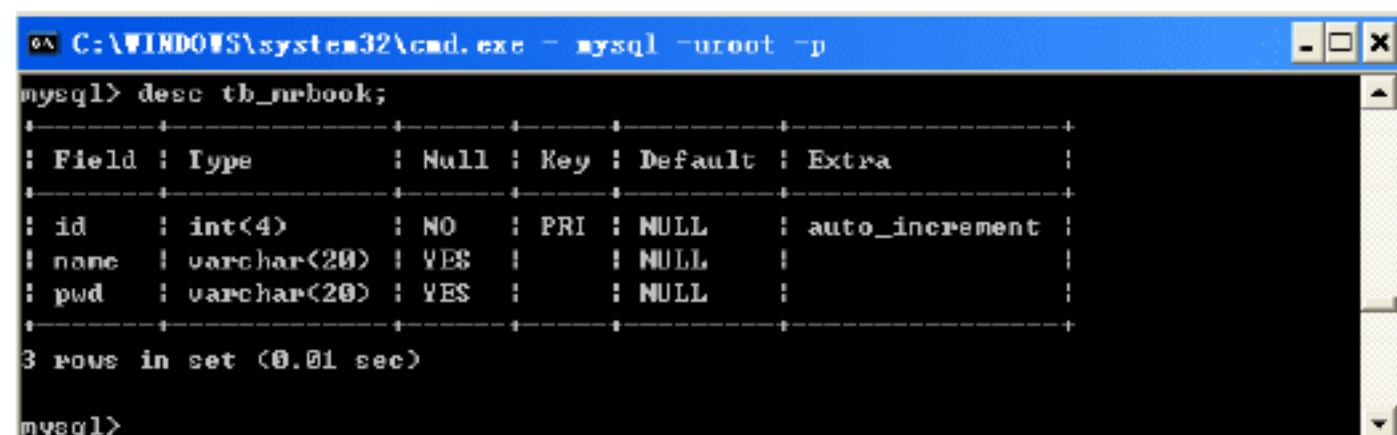 C:\WINDOWS\system32\cmd.exe - mysql -uroot -p
mysql> desc tb_mrbook;
+-------+-------------+------+-----+---------+----------------+
| Field | Type        | Null | Key | Default | Extra          |
+-------+-------------+------+-----+---------+----------------+
| id    | int(4)      | NO   | PRI | NULL    | auto_increment |
| name  | varchar(20) | YES  |     | NULL    |                |
| pwd   | varchar(20) | YES  |     | NULL    |                |
+-------+-------------+------+-----+---------+----------------+
3 rows in set (0.01 sec)
mysql>